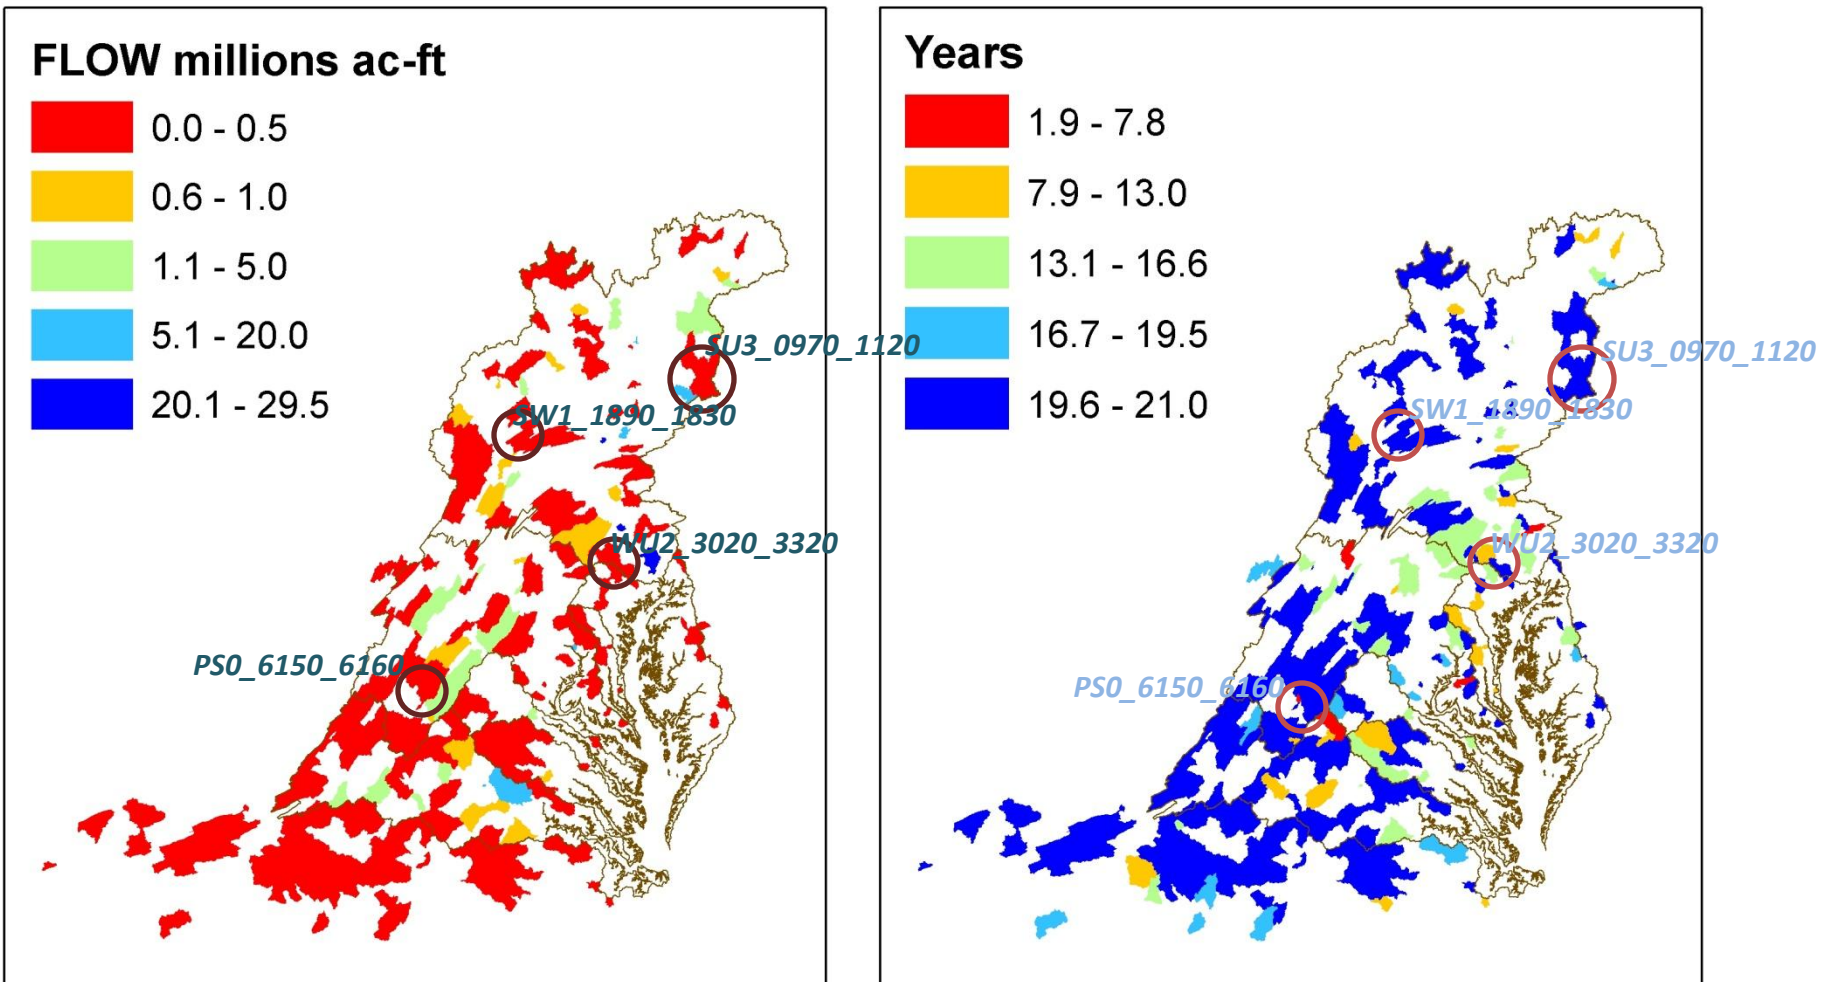 FLOW millions ac-ft
0.0 - 0.5
0.6 - 1.0
1.1 - 5.0
5.1 - 20.0
20.1 - 29.5
SU3_0970_1120
SW1_1890_1830
WU2_3020_3320
PS0_6150_6160
Years
1.9 - 7.8
7.9 - 13.0
13.1 - 16.6
16.7 - 19.5
19.6 - 21.0
SU3_0970_1120
SW1_1890_1830
WU2_3020_3320
PS0_6150_6160